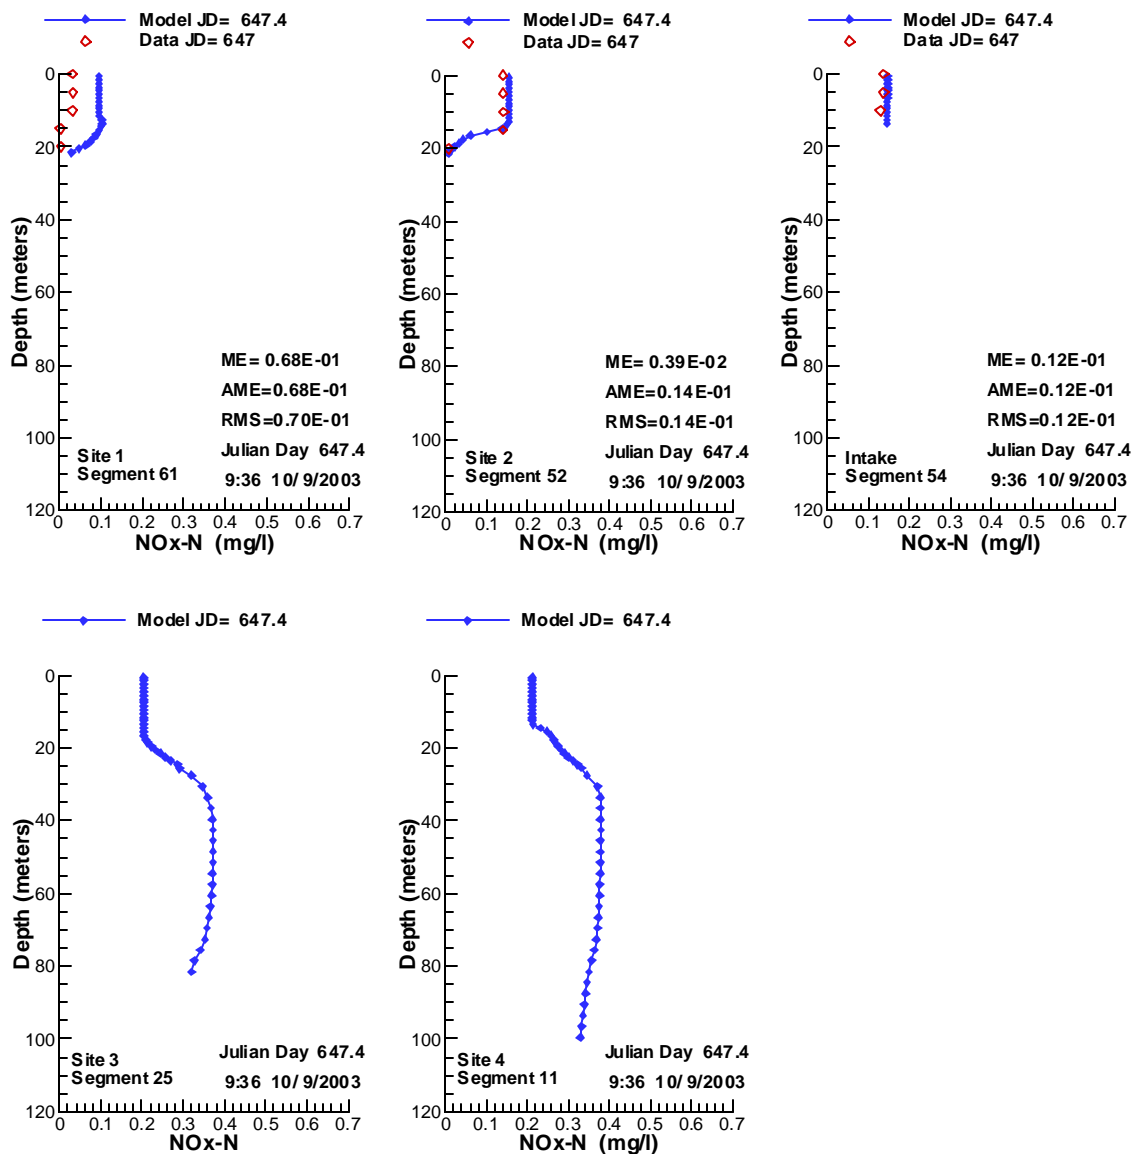 Model JD= 647.4
Data JD= 647
0
20
40
60
80
100
120
Depth (meters)
ME= 0.68E-01
AME=0.68E-01
RMS=0.70E-01
Julian Day 647.4
9:36 10/9/2003
Site 1
Segment 61
0 0.1 0.2 0.3 0.4 0.5 0.6 0.7
NOx-N (mg/l)
Model JD= 647.4
Data JD= 647
0
20
40
60
80
100
120
Depth (meters)
ME= 0.39E-02
AME=0.14E-01
RMS=0.14E-01
Julian Day 647.4
9:36 10/9/2003
Site 2
Segment 52
0 0.1 0.2 0.3 0.4 0.5 0.6 0.7
NOx-N (mg/l)
Model JD= 647.4
Data JD= 647
0
20
40
60
80
100
120
Depth (meters)
ME= 0.12E-01
AME=0.12E-01
RMS=0.12E-01
Julian Day 647.4
9:36 10/9/2003
Intake
Segment 54
0 0.1 0.2 0.3 0.4 0.5 0.6 0.7
NOx-N (mg/l)
Model JD= 647.4
0
20
40
60
80
100
120
Depth (meters)
Julian Day 647.4
9:36 10/9/2003
Site 3
Segment 25
0 0.1 0.2 0.3 0.4 0.5 0.6 0.7
NOx-N
Model JD= 647.4
0
20
40
60
80
100
120
Depth (meters)
Julian Day 647.4
9:36 10/9/2003
Site 4
Segment 11
0 0.1 0.2 0.3 0.4 0.5 0.6 0.7
NOx-N (mg/l)